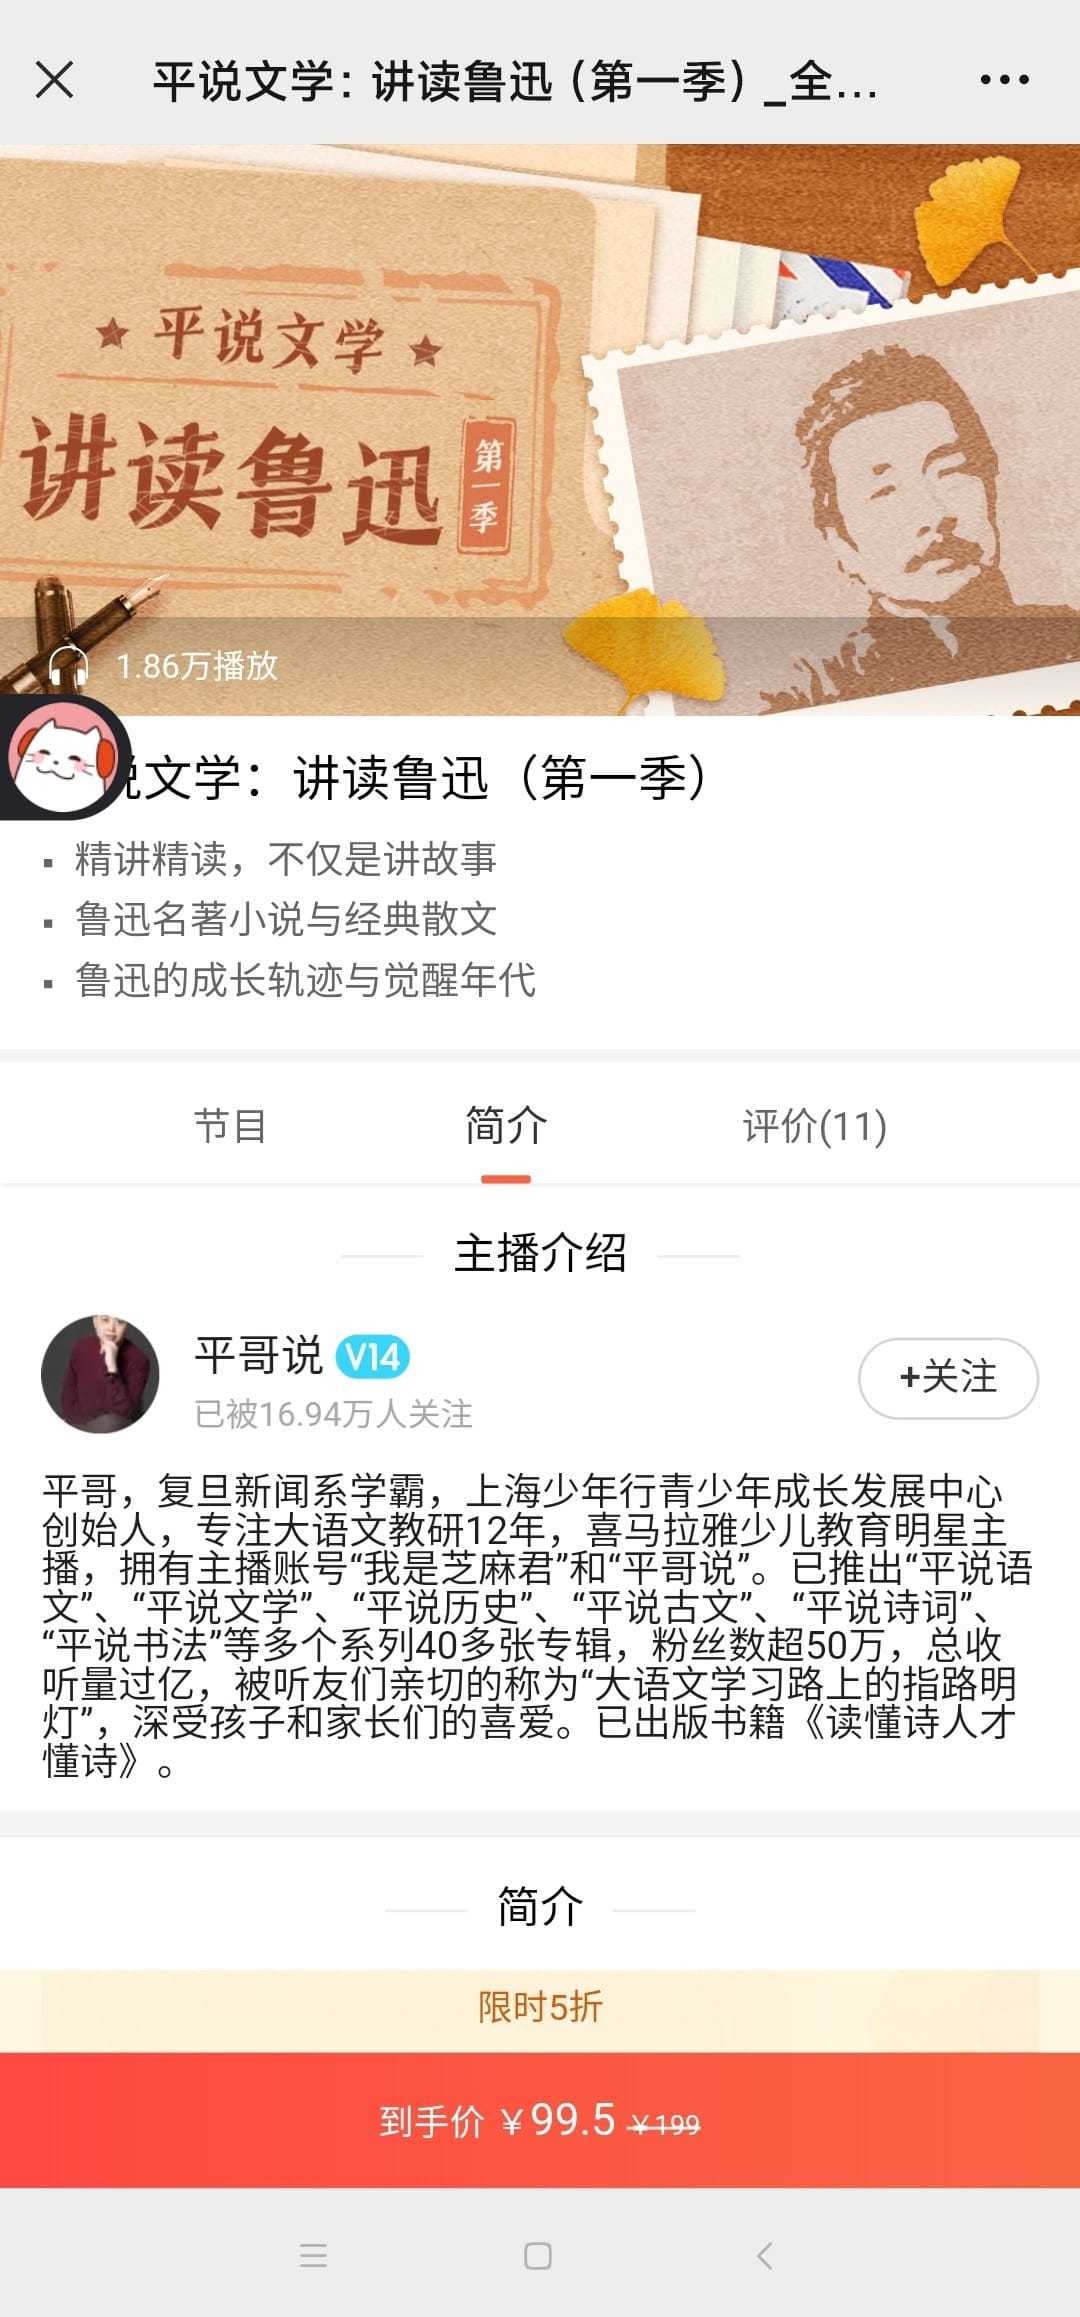 平说文学：讲读鲁迅（第一季）_全...
平说文学
讲读鲁迅
第一季
1.86万播放
说文学：讲读鲁迅（第一季）
精讲精读，不仅是讲故事
鲁迅名著小说与经典散文
鲁迅的成长轨迹与觉醒年代
节目 简介 评价(11)
主播介绍
平哥说 V14
+关注
已被16.94万人关注
平哥，复旦新闻系学霸，上海少年行青少年成长发展中心
创始人，专注大语文教研12年，喜马拉雅少儿教育明星主
播，拥有主播账号“我是芝麻君”和“平哥说”。已推出“平说语
文”、“平说文学”、“平说历史”、“平说古文”、“平说诗词”、
“平说书法”等多个系列40多张专辑，粉丝数超50万，总收
听量过亿，被听友们亲切的称为“大语文学习路上的指路明
灯”，深受孩子和家长们的喜爱。已出版书籍《读懂诗人才
懂诗》。
简介
限时5折
到手价 ￥99.5 ￥199